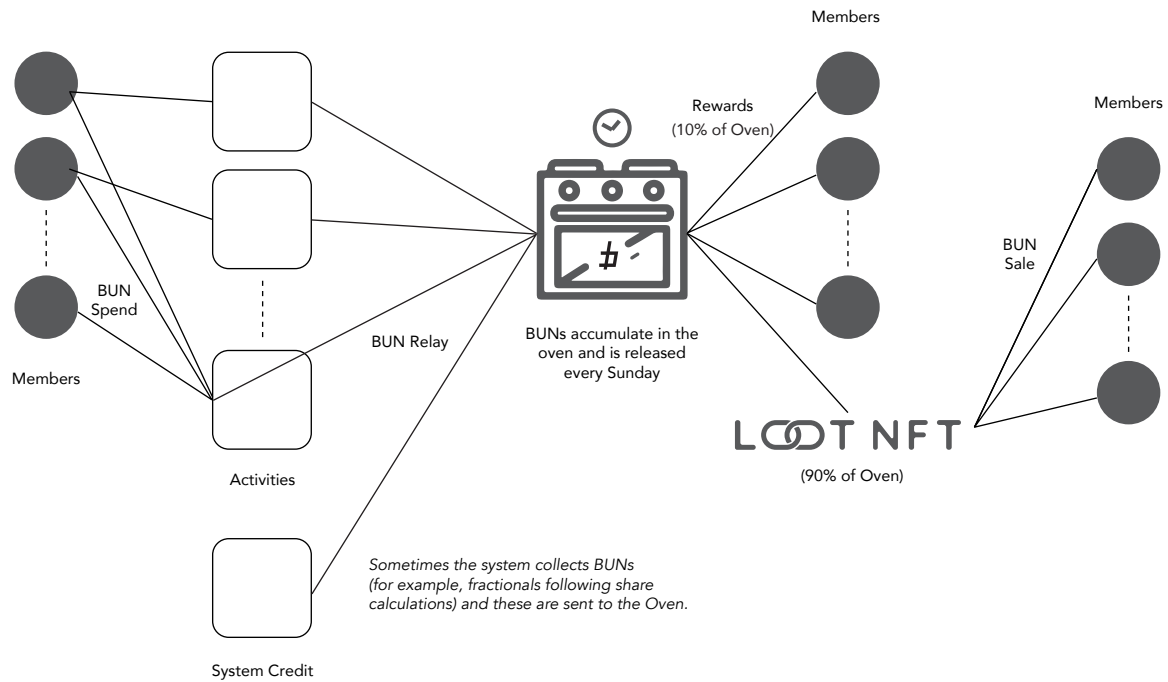 Members
Members
Rewards
(10% of Oven)
BUN
Spend
BUN
Sale
Members
BUN Relay
BUNs accumulate in the
oven and is released
every Sunday
LOOT NFT
(90% of Oven)
Activities
Sometimes the system collects BUNs
(for example, fractionals following share
calculations) and these are sent to the Oven.
System Credit